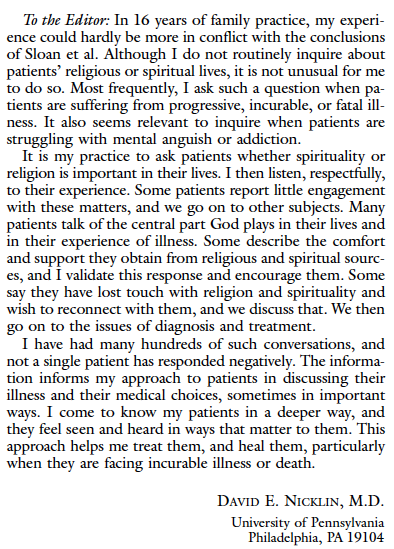 To the Editor: In 16 years of family practice, my experi-
ence could hardly be more in conflict with the conclusions
of Sloan et al. Although I do not routinely inquire about
patients’ religious or spiritual lives, it is not unusual for me
to do so. Most frequently, I ask such a question when pa-
tients are suffering from progressive, incurable, or fatal ill-
ness. It also seems relevant to inquire when patients are
struggling with mental anguish or addiction.
It is my practice to ask patients whether spirituality or
religion is important in their lives. I then listen, respectfully,
to their experience. Some patients report little engagement
with these matters, and we go on to other subjects. Many
patients talk of the central part God plays in their lives and
in their experience of illness. Some describe the comfort
and support they obtain from religious and spiritual sourc-
es, and I validate this response and encourage them. Some
say they have lost touch with religion and spirituality and
wish to reconnect with them, and we discuss that. We then
go on to the issues of diagnosis and treatment.
I have had many hundreds of such conversations, and
not a single patient has responded negatively. The informa-
tion informs my approach to patients in discussing their
illness and their medical choices, sometimes in important
ways. I come to know my patients in a deeper way, and
they feel seen and heard in ways that matter to them. This
approach helps me treat them, and heal them, particularly
when they are facing incurable illness or death.
DAVID E. NICKLIN, M.D.
University of Pennsylvania
Philadelphia, PA 19104